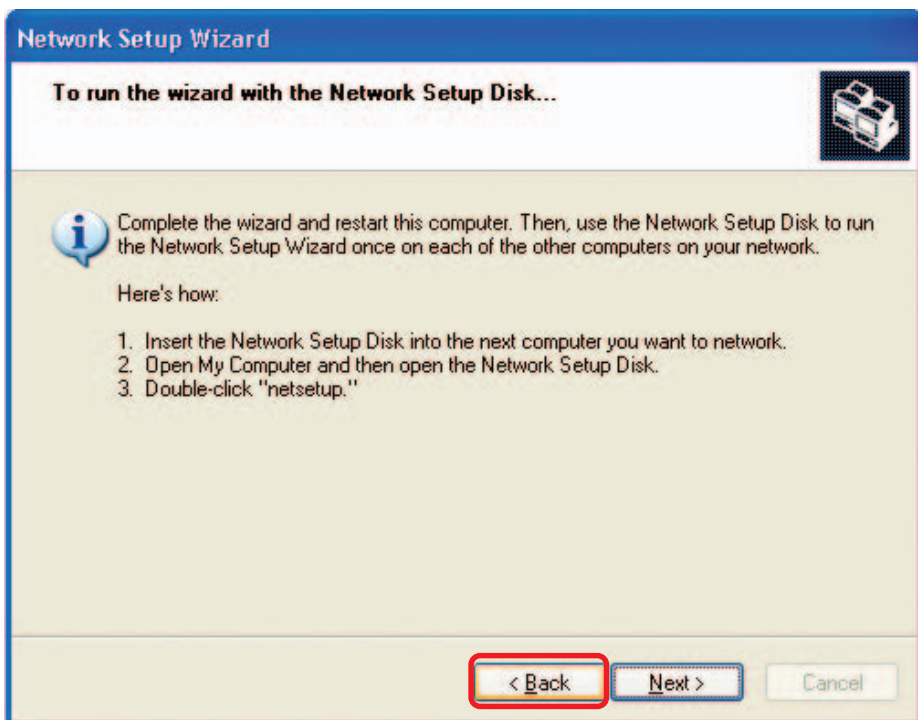 Network Setup Wizard
To run the wizard with the Network Setup Disk...
Complete the wizard and restart this computer. Then, use the Network Setup Disk to run
the Network Setup Wizard once on each of the other computers on your network.
Here's how:
1. Insert the Network Setup Disk into the next computer you want to network.
2. Open My Computer and then open the Network Setup Disk.
3. Double-click "netsetup."
< Back
Next >
Cancel